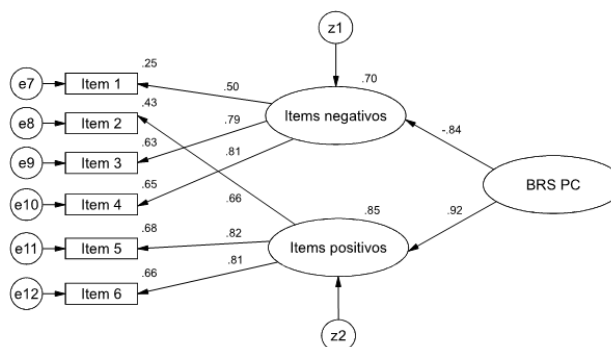 z1
.25
.70
e7 Item 1
.50
.43
Items negativos
e8 Item 2
.79
-.84
.63
e9 Item 3
.81
.65
BRS PC
e10 Item 4
.66
.85
.92
.68
e11 Item 5
.82
Items positivos
.66
.81
e12 Item 6
z2